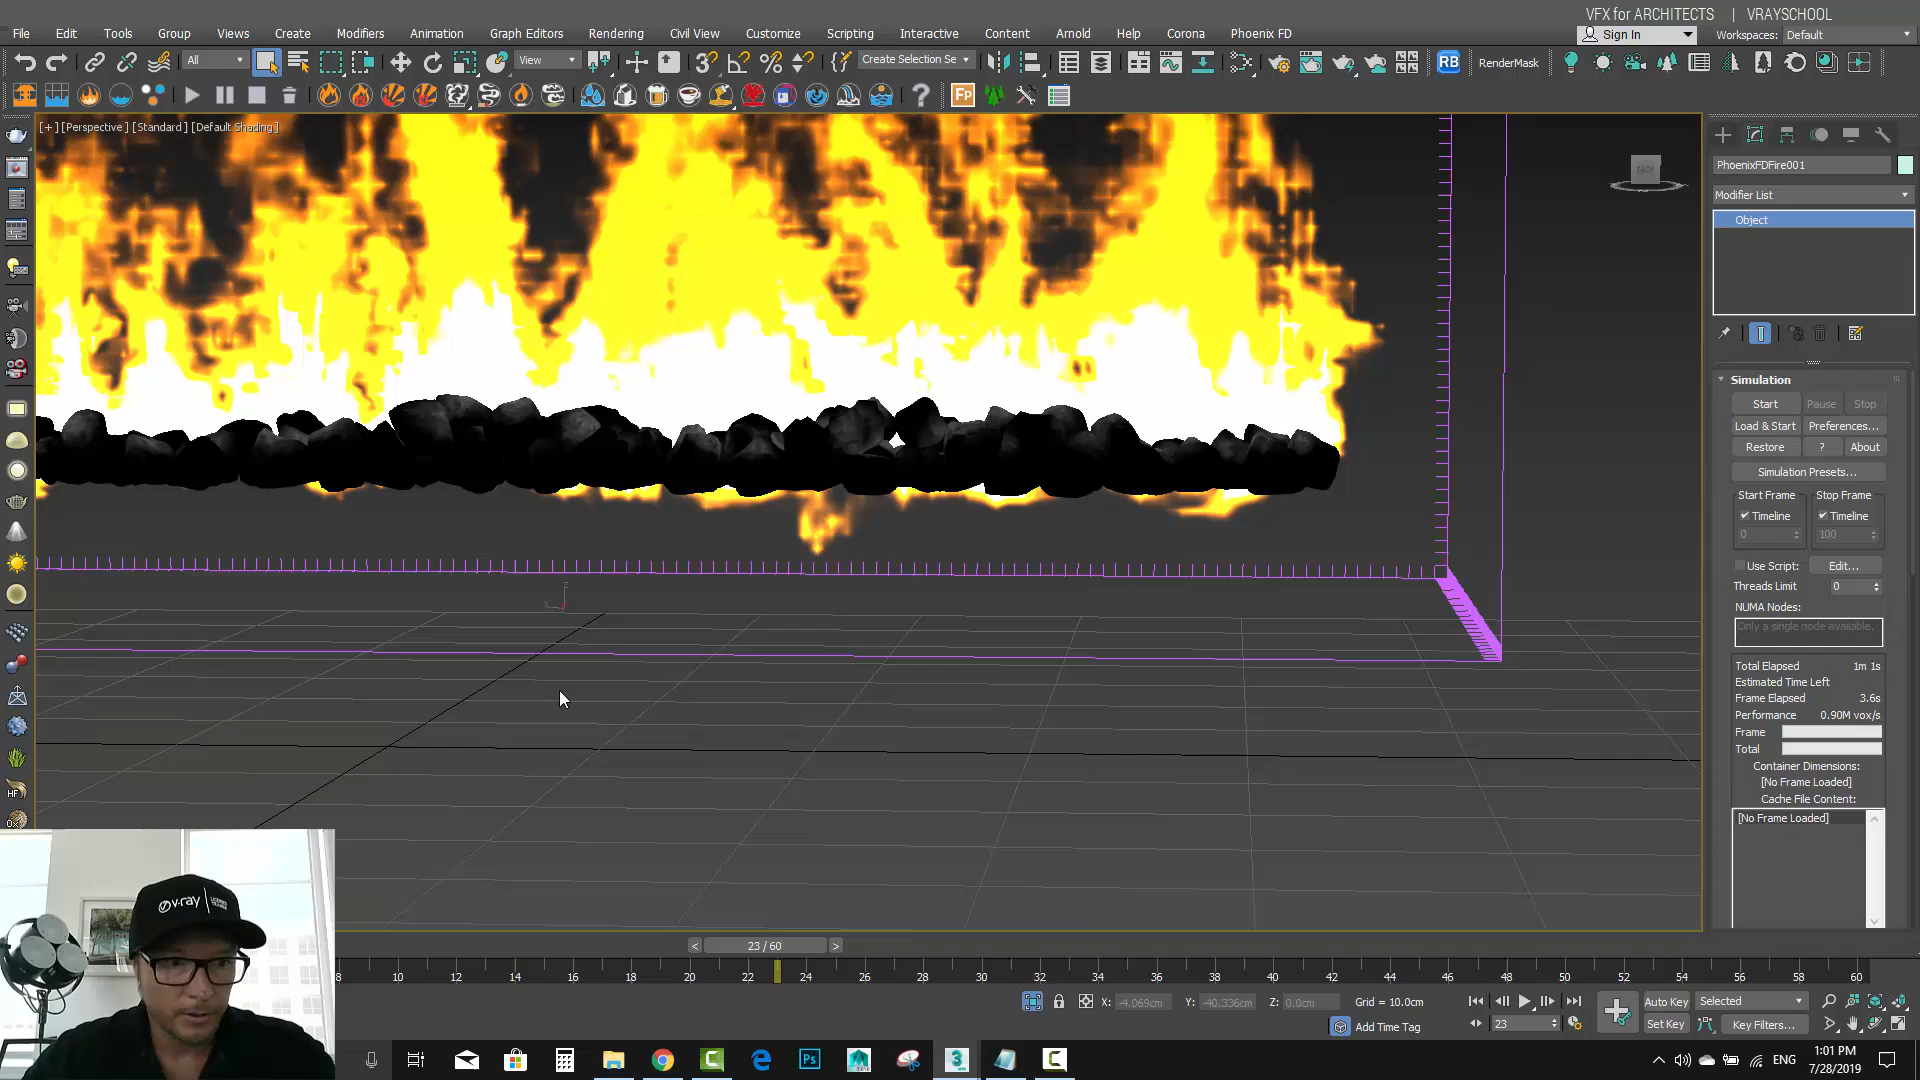 VFX for ARCHITECTS | VRAYSCHOOL
File Edit Tools Group Views Create Modifiers Animation Graph Editors Rendering Civil View Customize Scripting Interactive Content Arnold Help Corona Phoenix FD
Sign In Workspaces: Default
All View Create Selection Se RB RenderMask
Fp
[+] [Perspective ] [Standard ] [Default Shading ]
BACK
PhoenixFDFire001
Modifier List
Object
Simulation
Start Pause Stop
Load & Start Preferences...
Restore ? About
Simulation Presets...
Start Frame Stop Frame
Timeline Timeline
0 100
Use Script: Edit...
Threads Limit 0
NUMA Nodes:
Only a single node available.
Total Elapsed 1m 1s
Estimated Time Left
Frame Elapsed 3.6s
Performance 0.90M vox/s
Frame
Total
Container Dimensions:
[No Frame Loaded]
Cache File Content:
[No Frame Loaded]
v-ray LICENSED TRAINER
< 23 / 60 >
8 10 12 14 16 18 20 22 24 26 28 30 32 34 36 38 40 42 44 46 48 50 52 54 56 58 60
X: -4.069cm Y: -40.336cm Z: 0.0cm Grid = 10.0cm
Add Time Tag
Auto Key Selected
23 Set Key Key Filters...
Ps 3
ENG
1:01 PM
7/28/2019